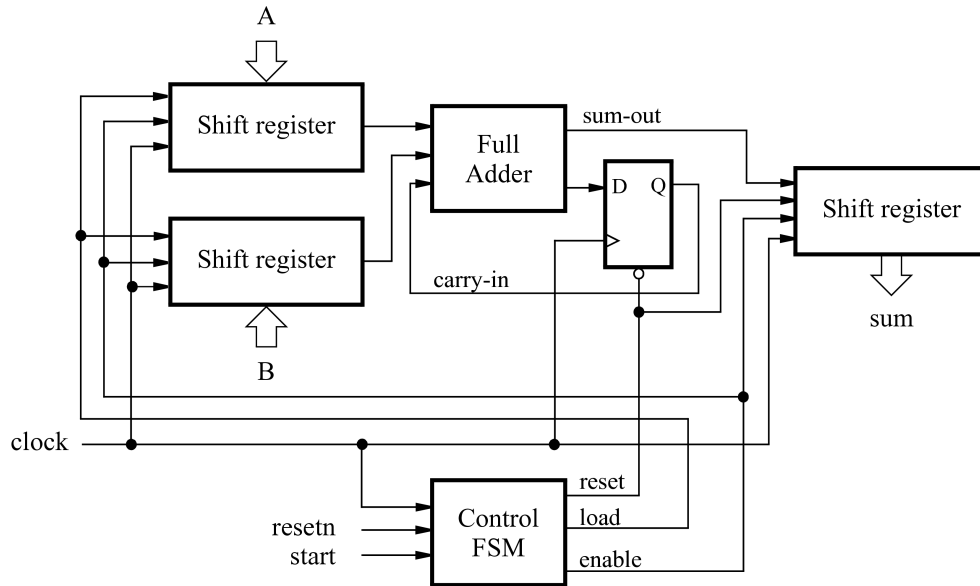 A
Shift register
Full
Adder
sum-out
D Q
Shift register
Shift register
carry-in
sum
B
clock
reset
Control
FSM
load
resetn
start
enable